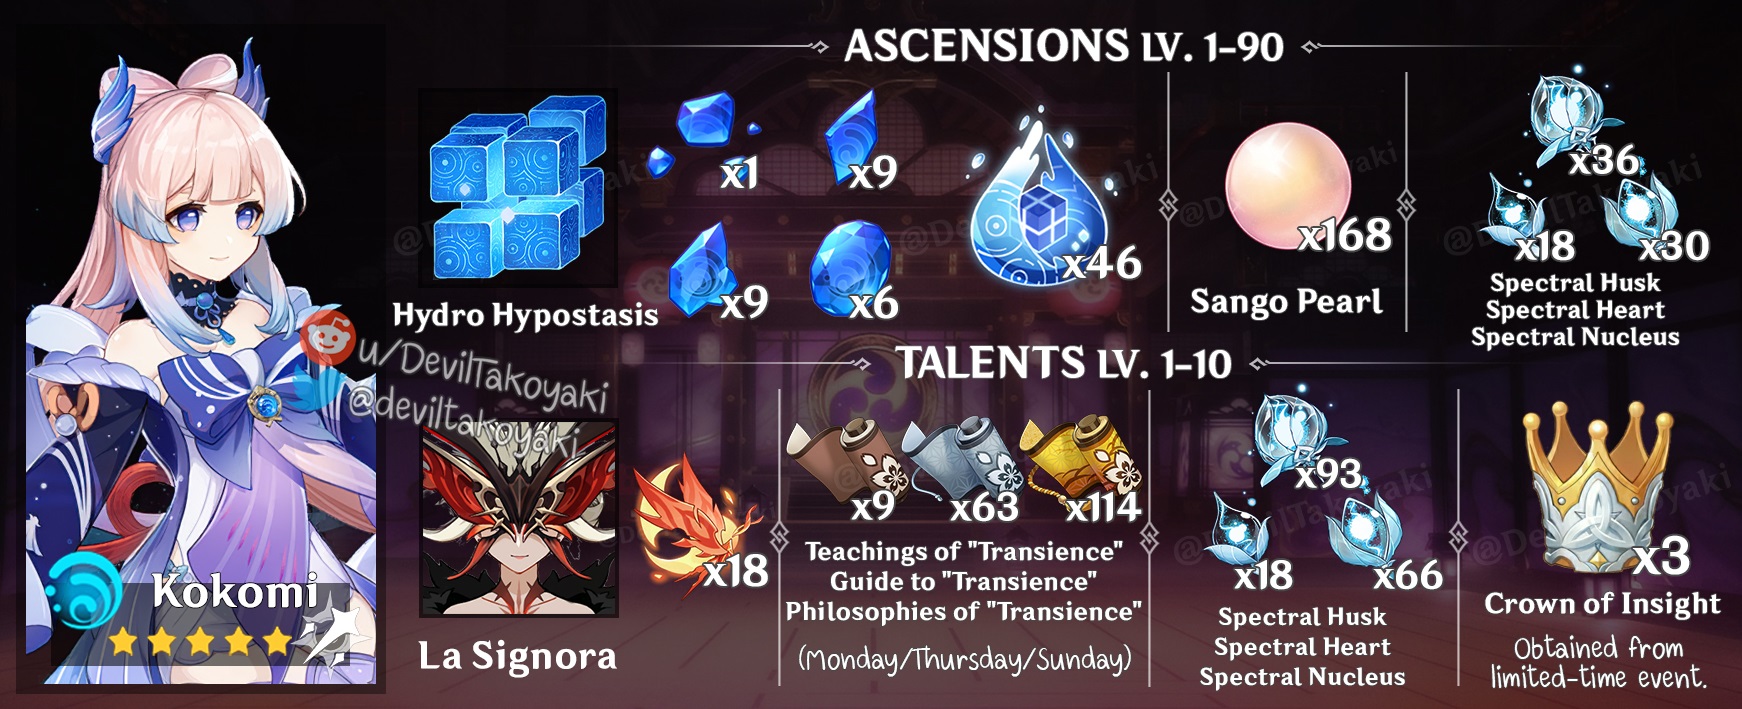 ASCENSIONS LV. 1-90
x1
x9
x9
x6
x46
x168
x36
x18
x30
Hydro Hypostasis
Sango Pearl
Spectral Husk
Spectral Heart
Spectral Nucleus
u/DevilTakoyaki
@deviltakoyaki
TALENTS LV. 1-10
x18
x9
x63
x114
x93
x18
x66
x3
Teachings of "Transience"
Guide to "Transience"
Philosophies of "Transience"
(Monday/Thursday/Sunday)
Spectral Husk
Spectral Heart
Spectral Nucleus
Crown of Insight
Obtained from
limited-time event.
Kokomi
La Signora